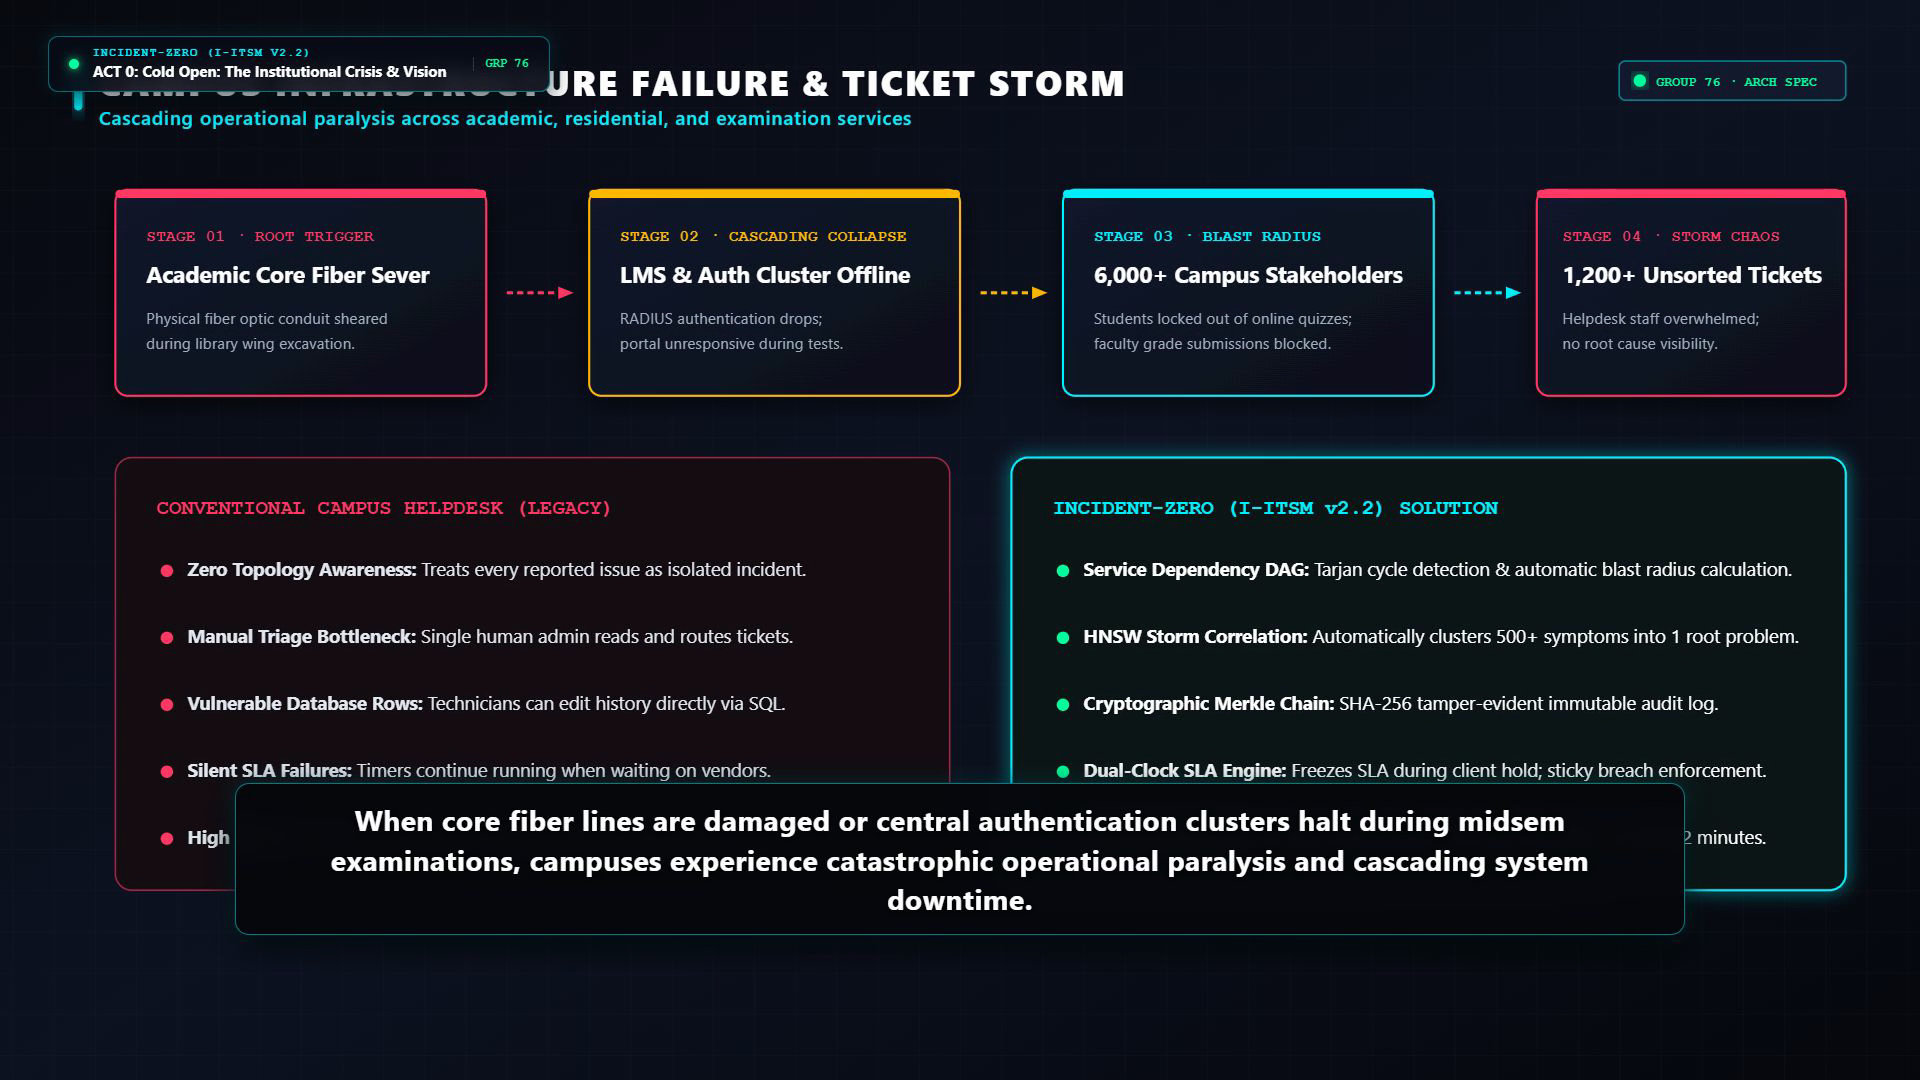 INCIDENT-ZERO (I-ITSM V2.2)
ACT 0: Cold Open: The Institutional Crisis & Vision
GRP 76
CAMPUS INFRASTRUCTURE FAILURE & TICKET STORM
Cascading operational paralysis across academic, residential, and examination services
GROUP 76 · ARCH SPEC
STAGE 01 · ROOT TRIGGER
Academic Core Fiber Sever
Physical fiber optic conduit sheared
during library wing excavation.
STAGE 02 · CASCADING COLLAPSE
LMS & Auth Cluster Offline
RADIUS authentication drops;
portal unresponsive during tests.
STAGE 03 · BLAST RADIUS
6,000+ Campus Stakeholders
Students locked out of online quizzes;
faculty grade submissions blocked.
STAGE 04 · STORM CHAOS
1,200+ Unsorted Tickets
Helpdesk staff overwhelmed;
no root cause visibility.
CONVENTIONAL CAMPUS HELPDESK (LEGACY)
Zero Topology Awareness: Treats every reported issue as isolated incident.
Manual Triage Bottleneck: Single human admin reads and routes tickets.
Vulnerable Database Rows: Technicians can edit history directly via SQL.
Silent SLA Failures: Timers continue running when waiting on vendors.
High
INCIDENT-ZERO (I-ITSM v2.2) SOLUTION
Service Dependency DAG: Tarjan cycle detection & automatic blast radius calculation.
HNSW Storm Correlation: Automatically clusters 500+ symptoms into 1 root problem.
Cryptographic Merkle Chain: SHA-256 tamper-evident immutable audit log.
Dual-Clock SLA Engine: Freezes SLA during client hold; sticky breach enforcement.
2 minutes.
When core fiber lines are damaged or central authentication clusters halt during midsem
examinations, campuses experience catastrophic operational paralysis and cascading system
downtime.